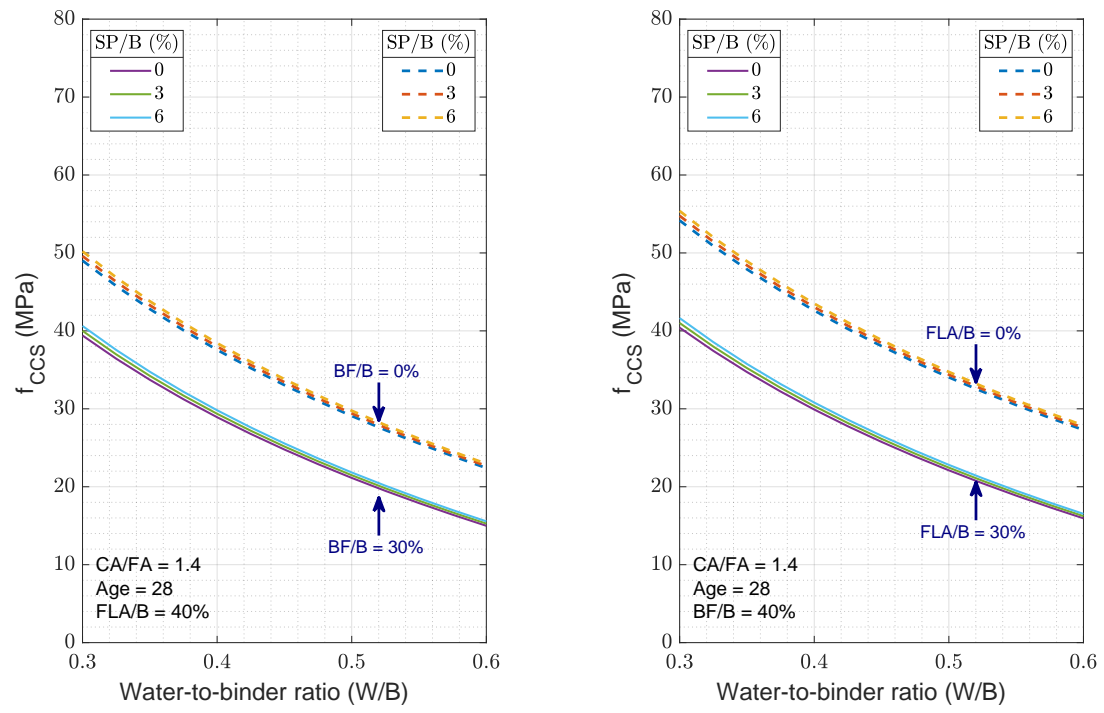 80
70
60
50
40
30
20
10
0
f_CCS (MPa)
SP/B (%)
0
3
6
SP/B (%)
0
3
6
BF/B = 0%
BF/B = 30%
CA/FA = 1.4
Age = 28
FLA/B = 40%
0.3 0.4 0.5 0.6
Water-to-binder ratio (W/B)
80
70
60
50
40
30
20
10
0
f_CCS (MPa)
SP/B (%)
0
3
6
SP/B (%)
0
3
6
FLA/B = 0%
FLA/B = 30%
CA/FA = 1.4
Age = 28
BF/B = 40%
0.3 0.4 0.5 0.6
Water-to-binder ratio (W/B)